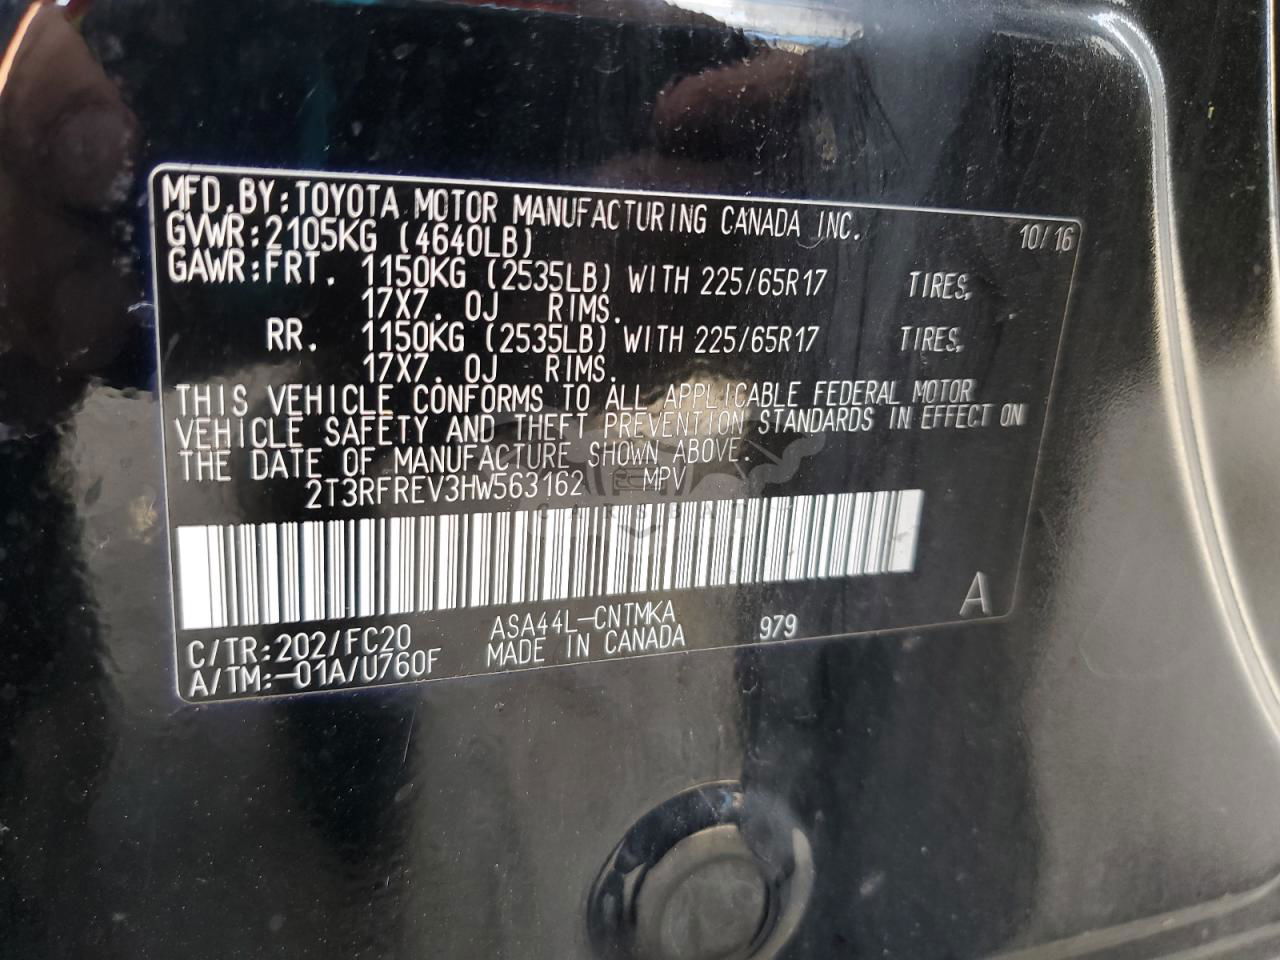 MFD.BY:TOYOTA MOTOR MANUFACTURING CANADA INC.
10/16
GVWR:2105KG (4640LB)
GAWR:FRT. 1150KG (2535LB) WITH 225/65R17 TIRES,
17X7.0J RIMS.
RR. 1150KG (2535LB) WITH 225/65R17 TIRES,
17X7.0J RIMS.
THIS VEHICLE CONFORMS TO ALL APPLICABLE FEDERAL MOTOR
VEHICLE SAFETY AND THEFT PREVENTION STANDARDS IN EFFECT ON
THE DATE OF MANUFACTURE SHOWN ABOVE.
2T3RFREV3HW563162 MPV
C/TR:202/FC20 ASA44L-CNTMKA 979 A
A/TM:-01A/U760F MADE IN CANADA